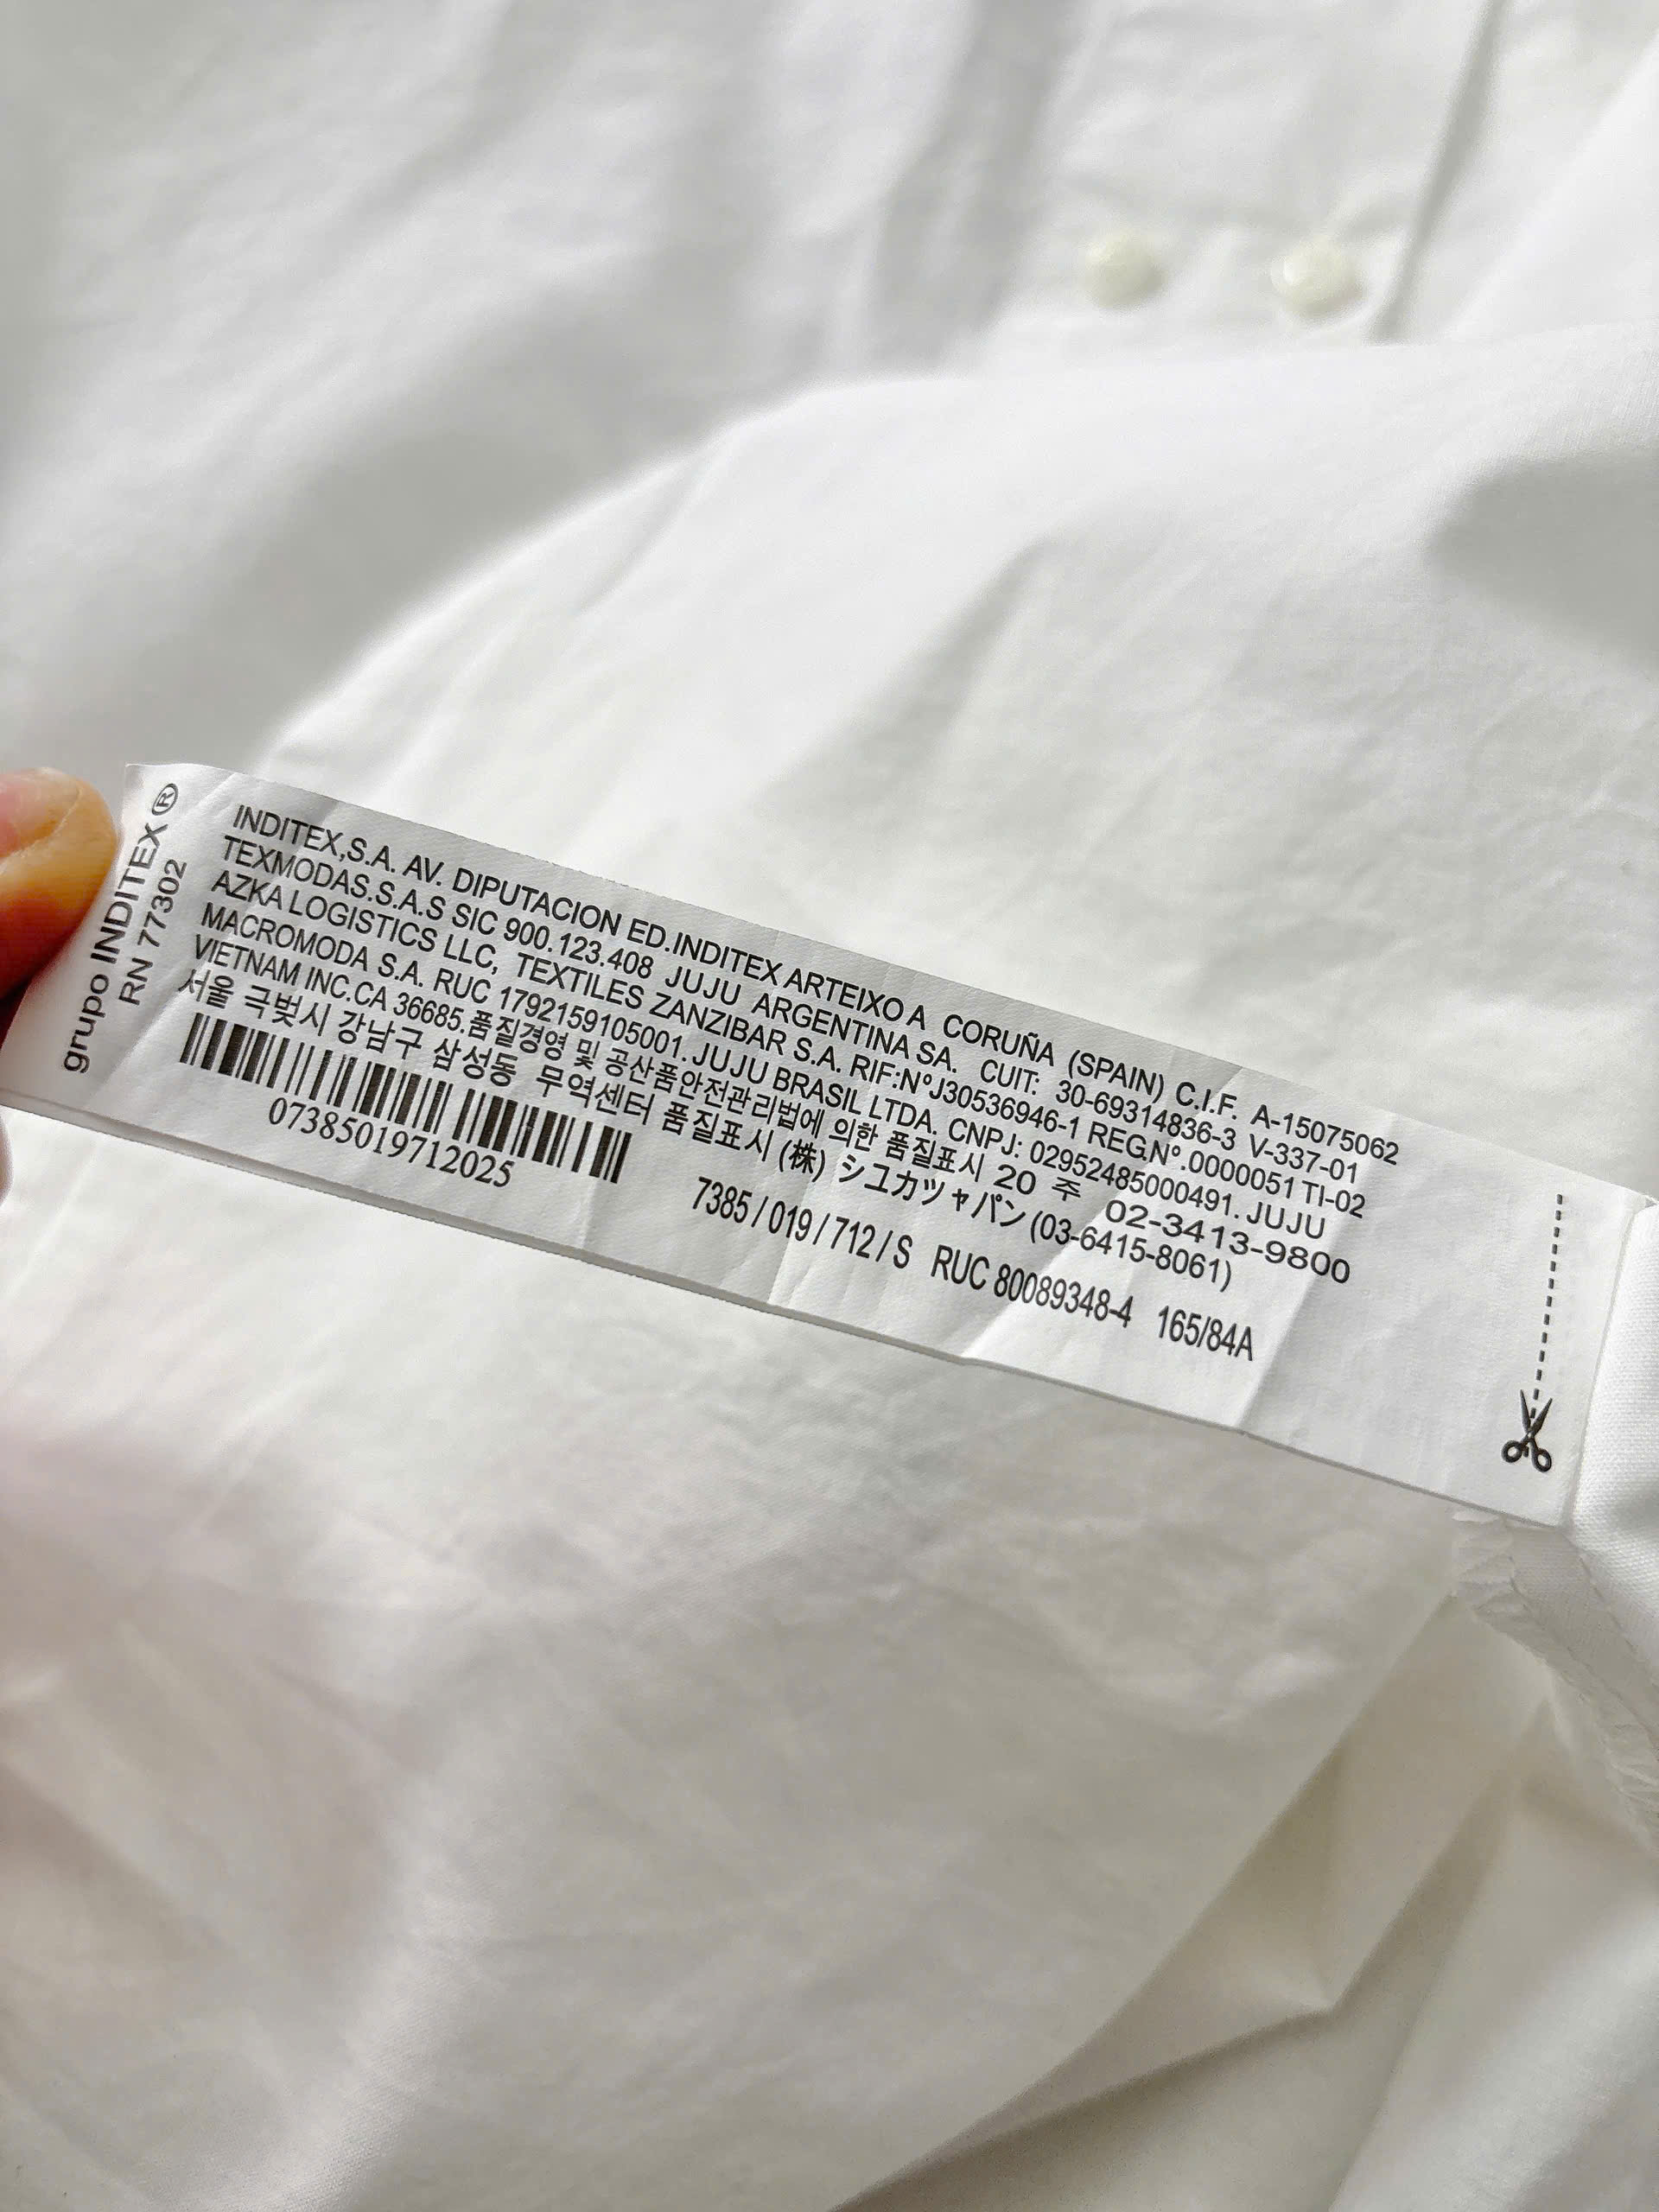 grupo INDITEX®
RN 77302
INDITEX,S.A. AV. DIPUTACION ED.INDITEX ARTEIXO A CORUÑA (SPAIN) C.I.F. A-15075062
TEXMODAS.S.A.S SIC 900.123.408 JUJU ARGENTINA SA. CUIT: 30-69314836-3 V-337-01
AZKA LOGISTICS LLC, TEXTILES ZANZIBAR S.A. RIF:NºJ30536946-1 REG.Nº.0000051 TI-02
MACROMODA S.A. RUC 1792159105001. JUJU BRASIL LTDA. CNPJ: 02952485000491. JUJU
VIETNAM INC.CA 36685.품질경영 및 공산품안전관리법에 의한 품질표시 20 주 02-3413-9800
서울 극벚시 강남구 삼성동 무역센터 품질표시 (株) シユカツャパン (03-6415-8061)
07385019712025
7385 / 019 / 712 / S RUC 80089348-4 165/84A